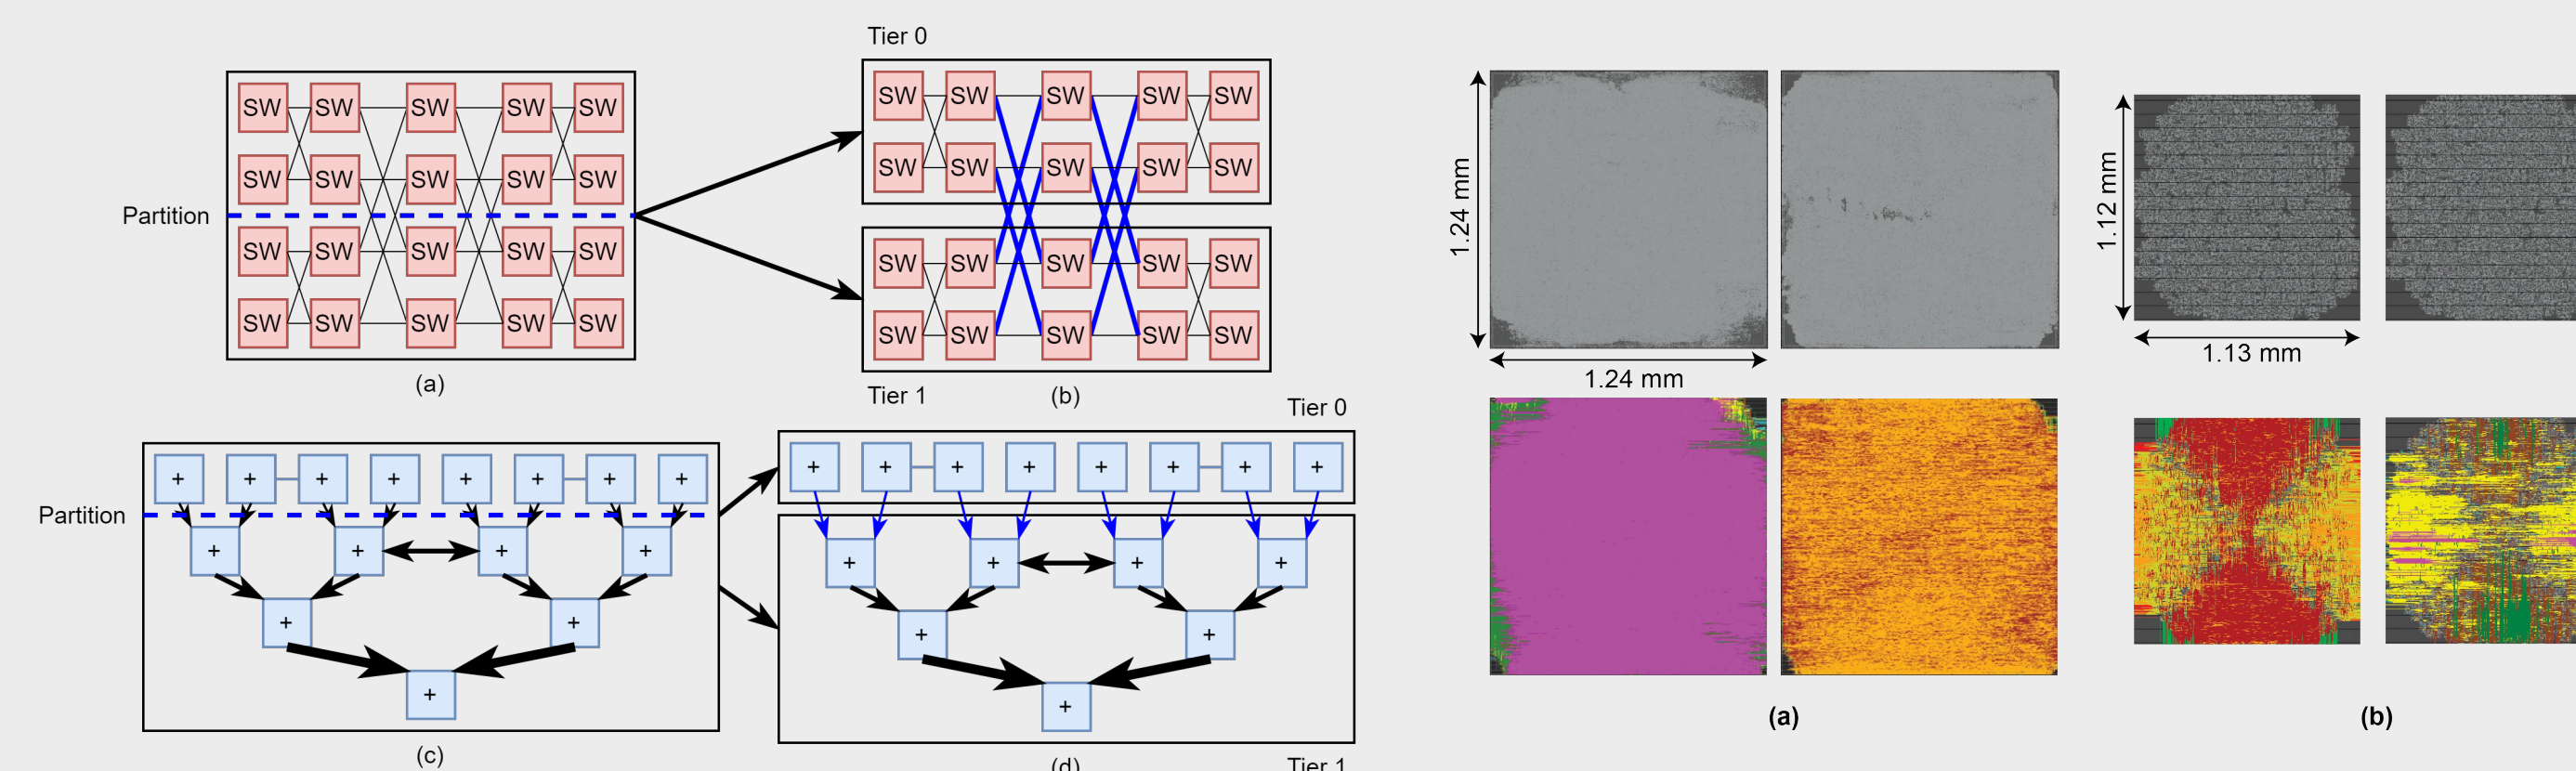 Tier 0
SW SW SW SW SW
SW SW SW SW SW
Partition
SW SW SW SW SW
SW SW SW SW SW
(a)
SW SW SW SW SW
SW SW SW SW SW
SW SW SW SW SW
SW SW SW SW SW
Tier 1
(b)
Tier 0
+ + + + + + + +
Partition
+ + + +
+ +
+
(c)
+ + + + + + + +
+ + + +
+ +
+
(d)
Tier 1
1.24 mm
1.24 mm
(a)
1.12 mm
1.13 mm
(b)